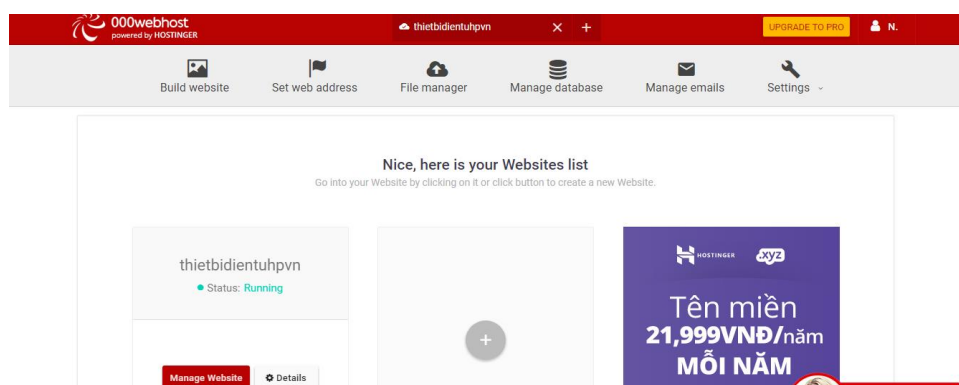 000webhost
powered by HOSTINGER
thietbidientuhpvn
UPGRADE TO PRO
N.
Build website
Set web address
File manager
Manage database
Manage emails
Settings
Nice, here is your Websites list
Go into your Website by clicking on it or click button to create a new Website.
thietbidientuhpvn
Status: Running
Manage Website
Details
HOSTINGER
.xyz
Tên miền
21,999VNĐ/năm
MỖI NĂM